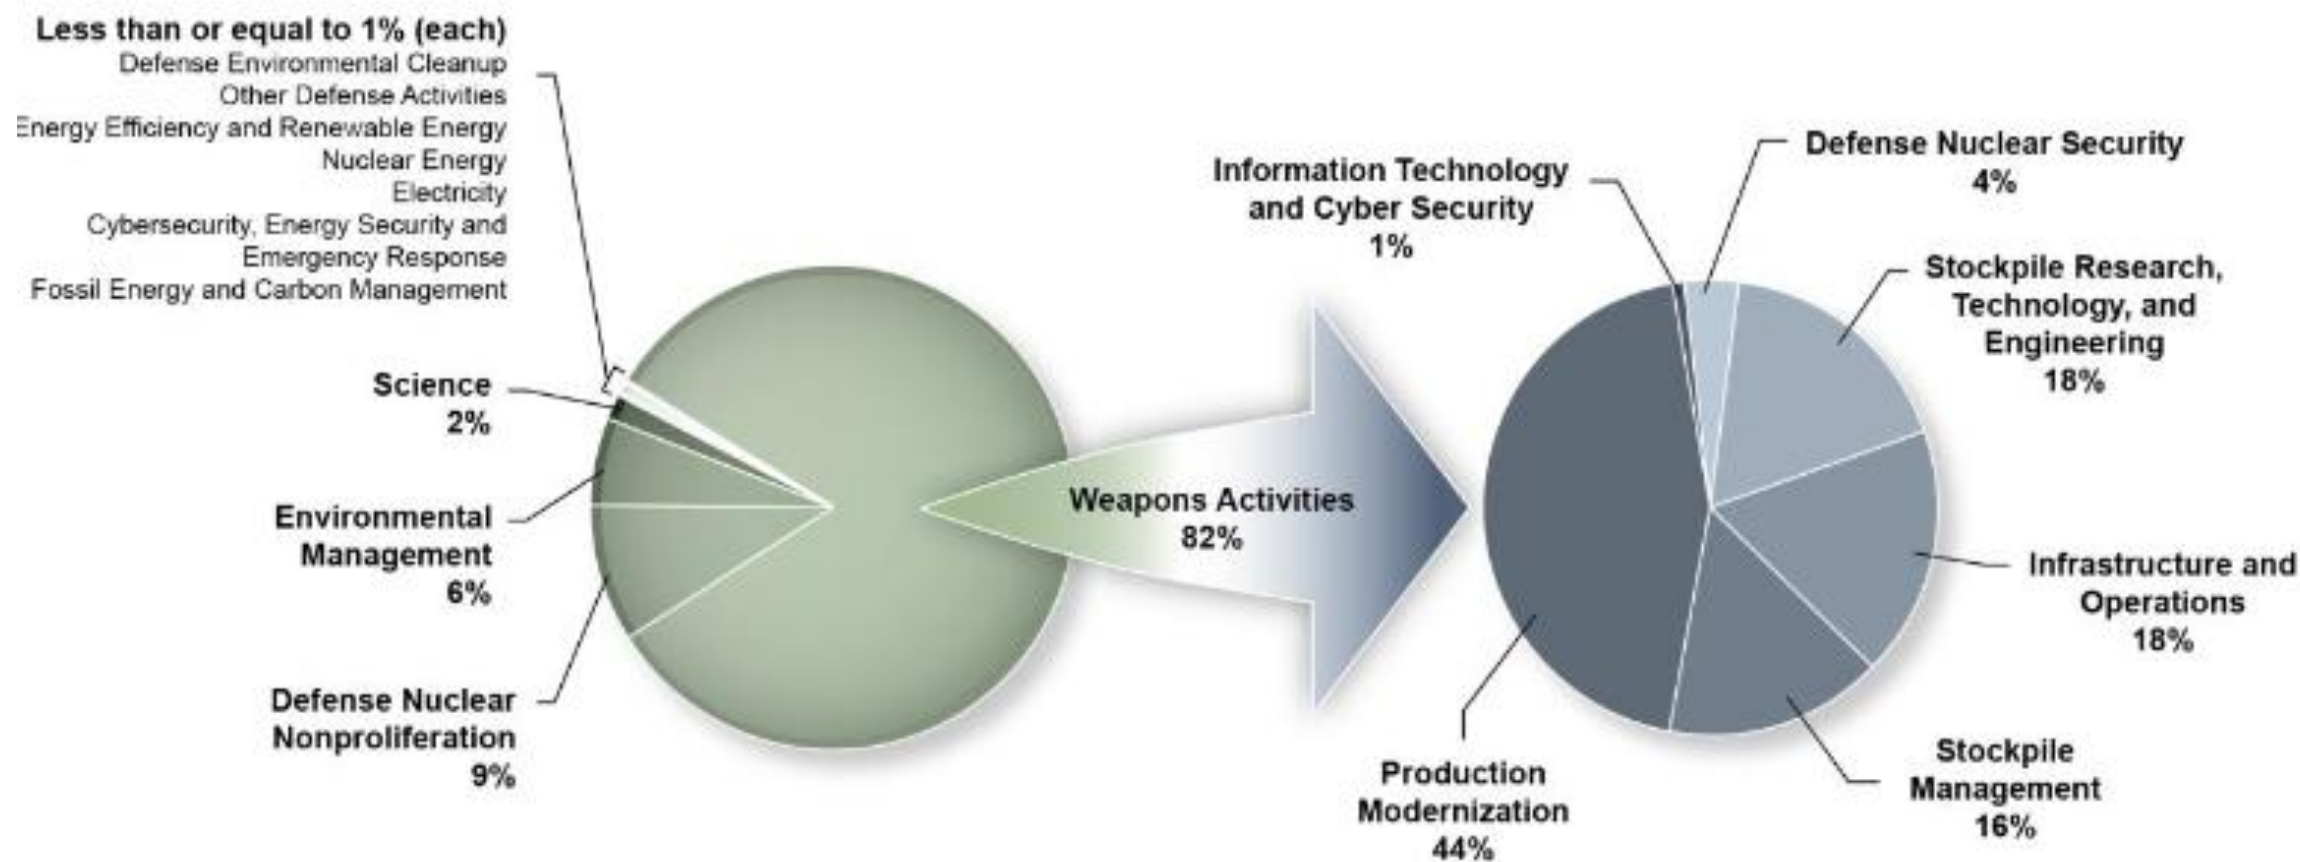 Less than or equal to 1% (each)
Defense Environmental Cleanup
Other Defense Activities
Energy Efficiency and Renewable Energy
Nuclear Energy
Electricity
Cybersecurity, Energy Security and
Emergency Response
Fossil Energy and Carbon Management
Science
2%
Environmental
Management
6%
Defense Nuclear
Nonproliferation
9%
Weapons Activities
82%
Information Technology
and Cyber Security
1%
Defense Nuclear Security
4%
Stockpile Research,
Technology, and
Engineering
18%
Infrastructure and
Operations
18%
Stockpile
Management
16%
Production
Modernization
44%